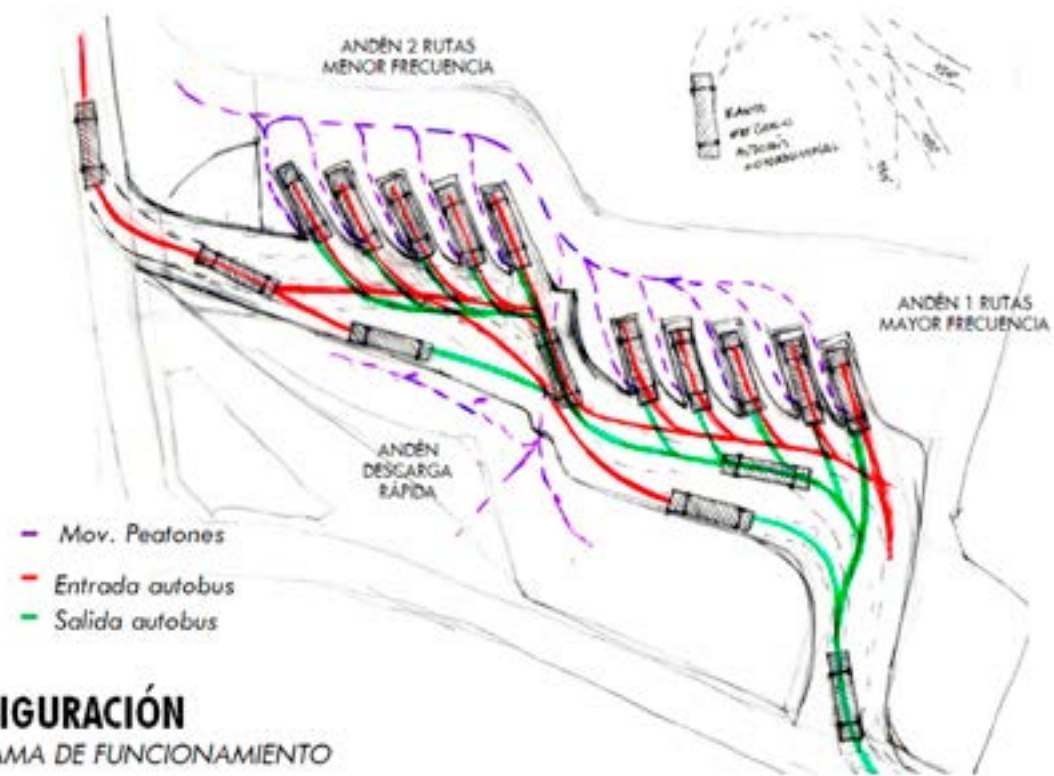 ANDÉN 2 RUTAS
MENOR FRECUENCIA
ANDÉN 1 RUTAS
MAYOR FRECUENCIA
ANDÉN
DESCARGA
RÁPIDA
Mov. Peatones
Entrada autobus
Salida autobus
IGURACIÓN
AMA DE FUNCIONAMIENTO